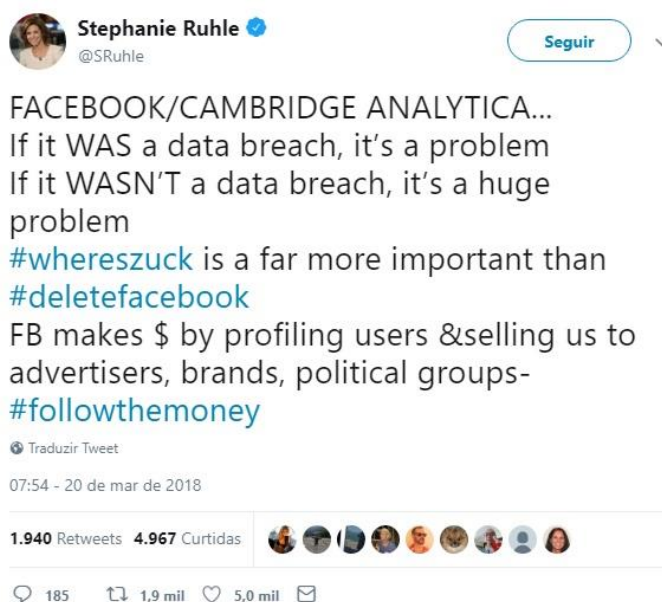 Stephanie Ruhle
@SRuhle
Seguir
FACEBOOK/CAMBRIDGE ANALYTICA...
If it WAS a data breach, it's a problem
If it WASN'T a data breach, it's a huge
problem
#whereszuck is a far more important than
#deletefacebook
FB makes $ by profiling users &selling us to
advertisers, brands, political groups-
#followthemoney
Traduzir Tweet
07:54 - 20 de mar de 2018
1.940 Retweets 4.967 Curtidas
185 1,9 mil 5,0 mil